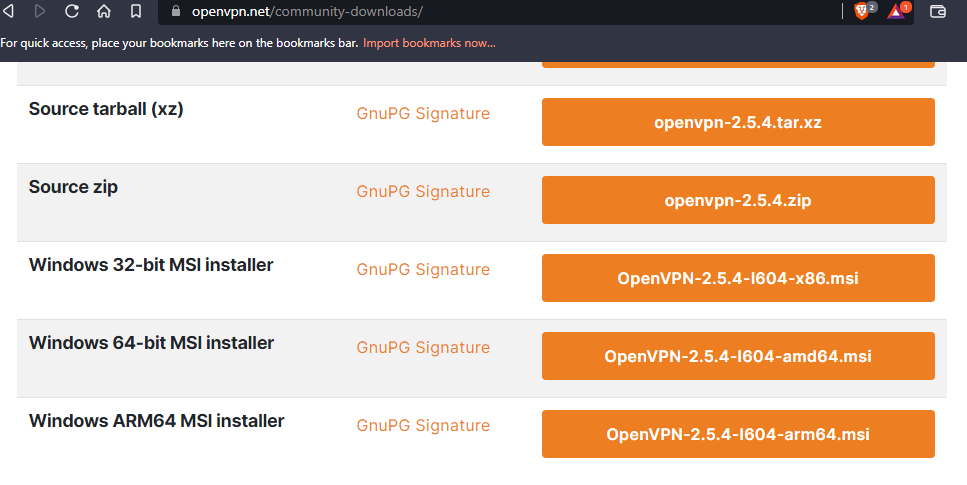 openvpn.net/community-downloads/
2
1
For quick access, place your bookmarks here on the bookmarks bar. Import bookmarks now...
Source tarball (xz) GnuPG Signature openvpn-2.5.4.tar.xz
Source zip GnuPG Signature openvpn-2.5.4.zip
Windows 32-bit MSI installer GnuPG Signature OpenVPN-2.5.4-I604-x86.msi
Windows 64-bit MSI installer GnuPG Signature OpenVPN-2.5.4-I604-amd64.msi
Windows ARM64 MSI installer GnuPG Signature OpenVPN-2.5.4-I604-arm64.msi